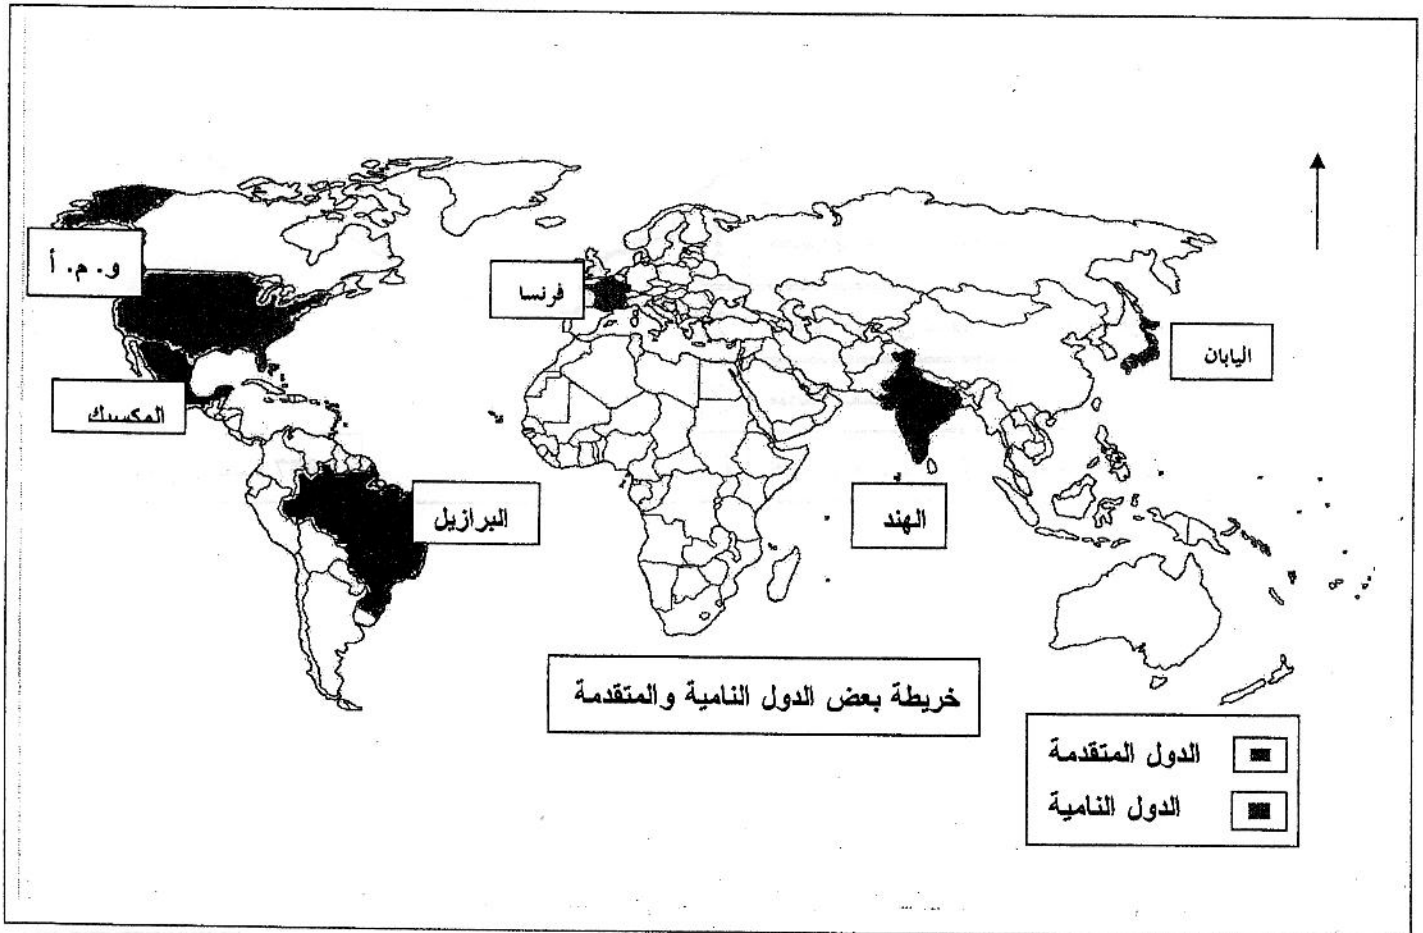 و. م. أ
فرنسا
اليابان
المكسيك
البرازيل
الهند
خريطة بعض الدول النامية والمتقدمة
الدول المتقدمة
الدول النامية